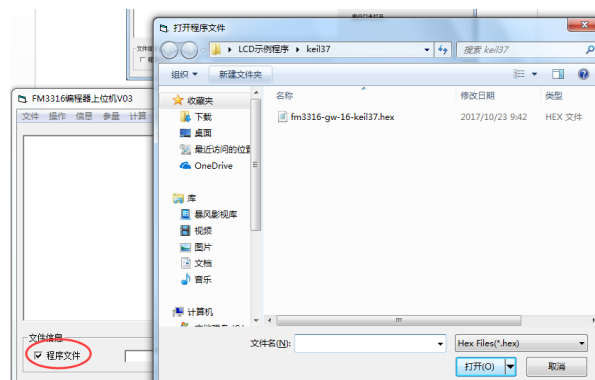 打开程序文件
LCD示例程序 ▸ keil37
搜索 keil37
组织 新建文件夹
收藏夹
下载
桌面
最近访问的位置
OneDrive
库
暴风影视库
视频
图片
文档
音乐
计算机
名称 修改日期 类型
fm3316-gw-16-keil37.hex 2017/10/23 9:42 HEX 文件
文件名(N): Hex Files(*.hex)
打开(O) 取消
FM3316编程器上位机V03
文件 操作 信息 参量 计算
文件信息
程序文件